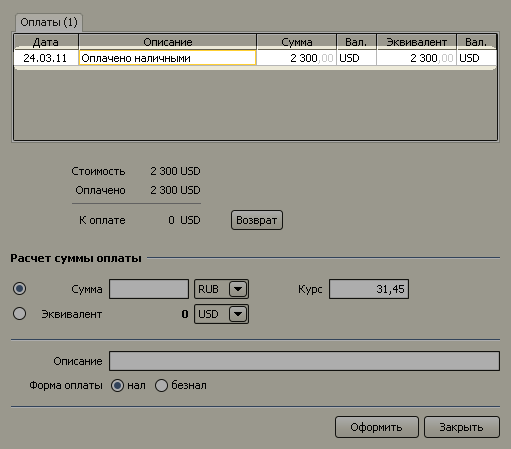 Оплаты (1)
Дата Описание Сумма Вал. Эквивалент Вал.
24.03.11 Оплачено наличными 2 300,00 USD 2 300,00 USD
Стоимость 2 300 USD
Оплачено 2 300 USD
К оплате 0 USD Возврат
Расчет суммы оплаты
Сумма RUB Курс 31,45
Эквивалент 0 USD
Описание
Форма оплаты нал безнал
Оформить Закрыть